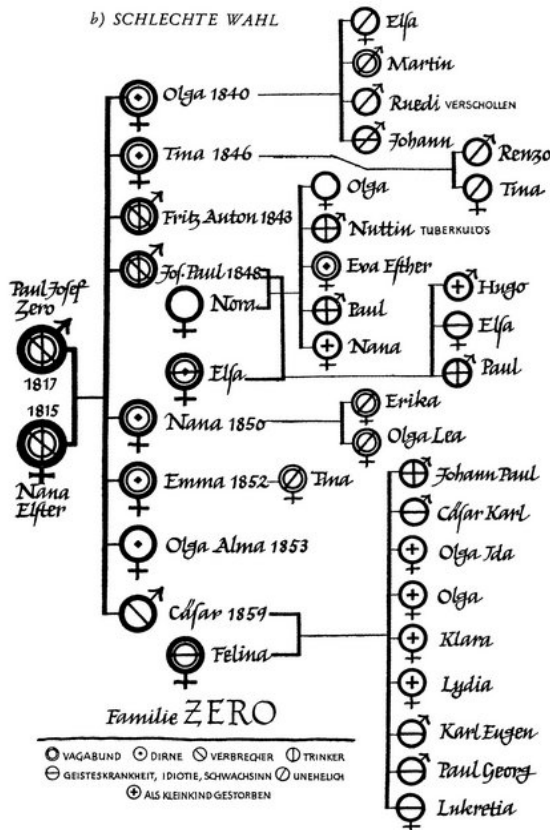 b) SCHLECHTE WAHL
Elsa
Martin
Ruedi VERSCHOLLEN
Johann
Olga 1840
Tina 1846
Renzo
Tina
Fritz Anton 1843
Jos. Paul 1848
Nora
Elsa
Olga
Nuttin TUBERKULÖS
Eva Esther
Paul
Nana
Hugo
Elsa
Paul
Paul Josef
Zero
1817
1815
Nana
Elster
Nana 1850
Erika
Olga Lea
Emma 1852
Tina
Olga Alma 1853
Cäsar 1859
Felina
Johann Paul
Cäsar Karl
Olga Ida
Olga
Klara
Lydia
Karl Eugen
Paul Georg
Lukretia
Familie ZERO
VAGABUND DIRNE VERBRECHER TRINKER
GEISTESKRANKHEIT, IDIOTIE, SCHWACHSINN UNEHELICH
ALS KLEINKIND GESTORBEN